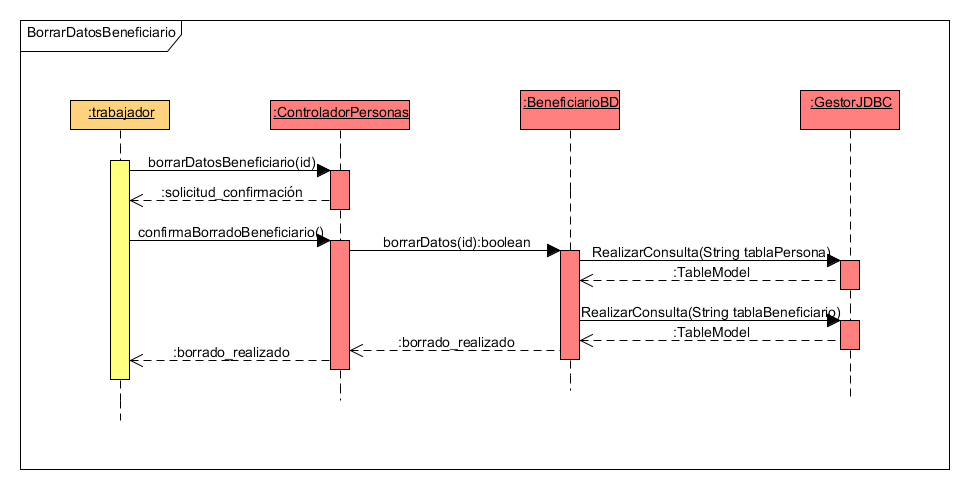 BorrarDatosBeneficiario
:trabajador
:ControladorPersonas
:BeneficiarioBD
:GestorJDBC
borrarDatosBeneficiario(id)
:solicitud_confirmación
confirmaBorradoBeneficiario()
borrarDatos(id):boolean
RealizarConsulta(String tablaPersona)
:TableModel
RealizarConsulta(String tablaBeneficiario)
:TableModel
:borrado_realizado
:borrado_realizado